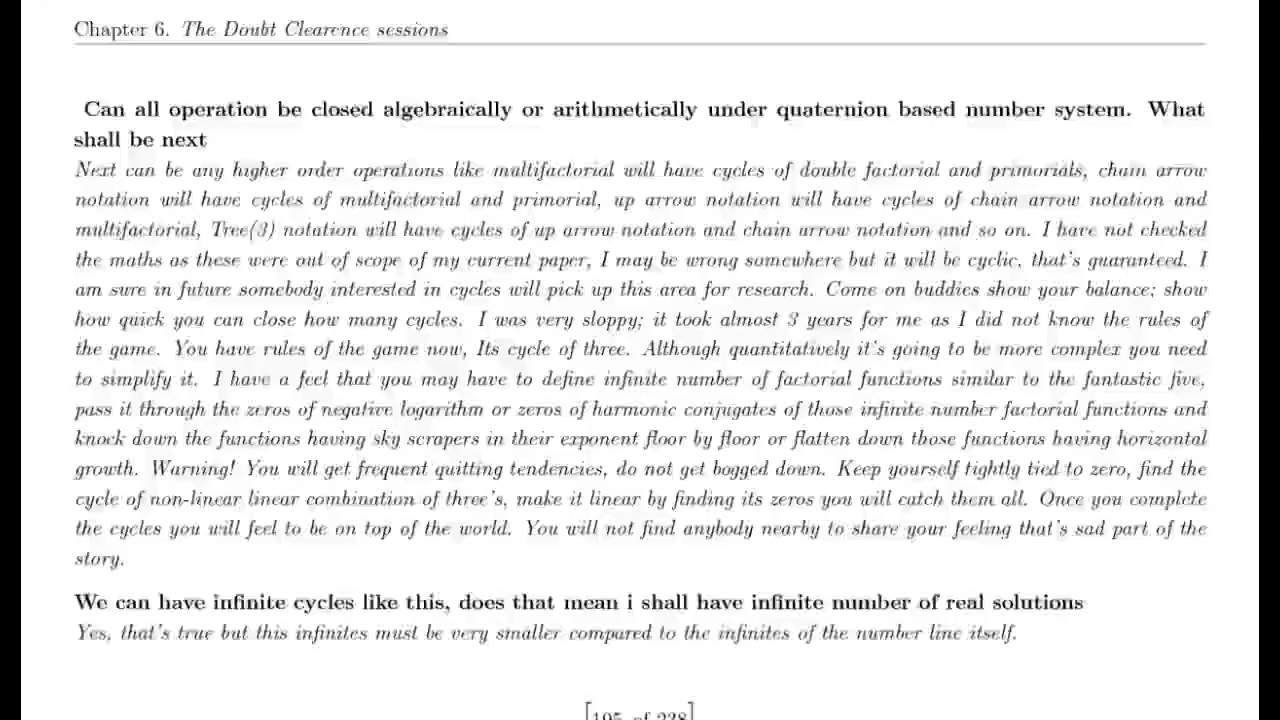 Chapter 6. The Doubt Clearence sessions
Can all operation be closed algebraically or arithmetically under quaternion based number system. What
shall be next
Next can be any higher order operations like multifactorial will have cycles of double factorial and primorials, chain arrow
notation will have cycles of multifactorial and primorial, up arrow notation will have cycles of chain arrow notation and
multifactorial, Tree(3) notation will have cycles of up arrow notation and chain arrow notation and so on. I have not checked
the maths as these were out of scope of my current paper, I may be wrong somewhere but it will be cyclic, that's guaranteed. I
am sure in future somebody interested in cycles will pick up this area for research. Come on buddies show your balance; show
how quick you can close how many cycles. I was very sloppy; it took almost 3 years for me as I did not know the rules of
the game. You have rules of the game now, Its cycle of three. Although quantitatively it's going to be more complex you need
to simplify it. I have a feel that you may have to define infinite number of factorial functions similar to the fantastic five,
pass it through the zeros of negative logarithm or zeros of harmonic conjugates of those infinite number factorial functions and
knock down the functions having sky scrapers in their exponent floor by floor or flatten down those functions having horizontal
growth. Warning! You will get frequent quitting tendencies, do not get bogged down. Keep yourself tightly tied to zero, find the
cycle of non-linear linear combination of three's, make it linear by finding its zeros you will catch them all. Once you complete
the cycles you will feel to be on top of the world. You will not find anybody nearby to share your feeling that's sad part of the
story.
We can have infinite cycles like this, does that mean i shall have infinite number of real solutions
Yes, that's true but this infinites must be very smaller compared to the infinites of the number line itself.
[195 of 238]